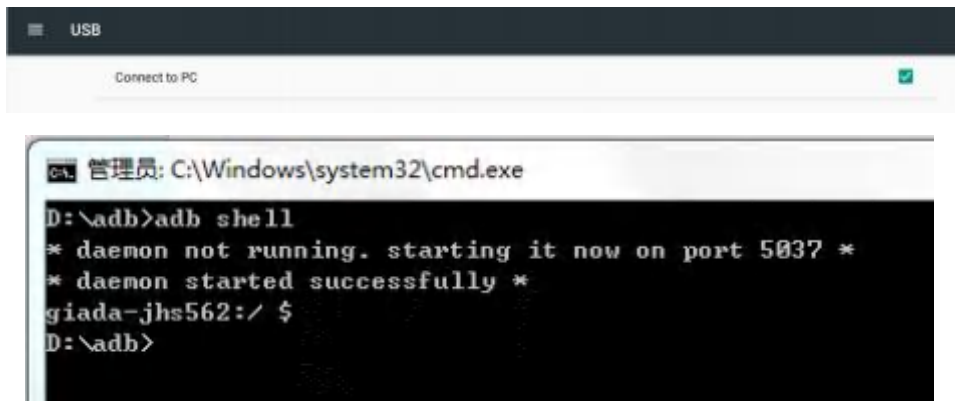 USB
Connect to PC
管理员: C:\Windows\system32\cmd.exe
D:\adb>adb shell
* daemon not running. starting it now on port 5037 *
* daemon started successfully *
giada-jhs562:/ $
D:\adb>